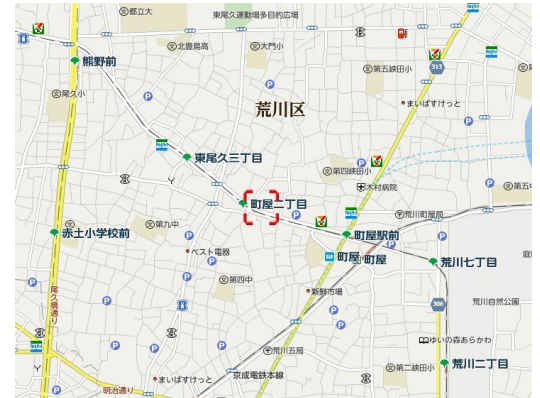 都立大
東尾久運動場多目的広場
北豊島高
大門小
熊野前
第五峡田小
313
尾久小
荒川区
まいばすけっと
東尾久三丁目
第四峡田小
木村病院
町屋二丁目
第五
荒川町屋局
赤土小学校前
第九中
町屋駅前
ベスト電器
町屋
町屋
荒川七丁目
庭
第四中
尾久橋通り
新鮮市場
306
荒川自然公園
ゆいの森あらかわ
荒川五局
荒川二丁目
第二峡田小
京成電鉄本線
まいばすけっと
明治通り